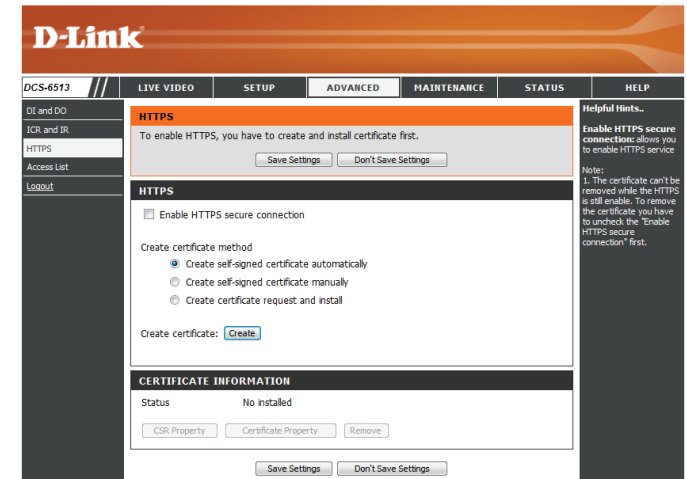 D-Link
DCS-6513
LIVE VIDEO
SETUP
ADVANCED
MAINTENANCE
STATUS
HELP
DI and DO
ICR and IR
HTTPS
Access List
Logout
HTTPS
To enable HTTPS, you have to create and install certificate first.
Save Settings
Don't Save Settings
HTTPS
Enable HTTPS secure connection
Create certificate method
Create self-signed certificate automatically
Create self-signed certificate manually
Create certificate request and install
Create certificate: Create
CERTIFICATE INFORMATION
Status No installed
CSR Property
Certificate Property
Remove
Save Settings
Don't Save Settings
Helpful Hints..
Enable HTTPS secure
connection: allows you
to enable HTTPS service
Note:
1. The certificate can't be
removed while the HTTPS
is still enable. To remove
the certificate you have
to uncheck the "Enable
HTTPS secure
connection" first.